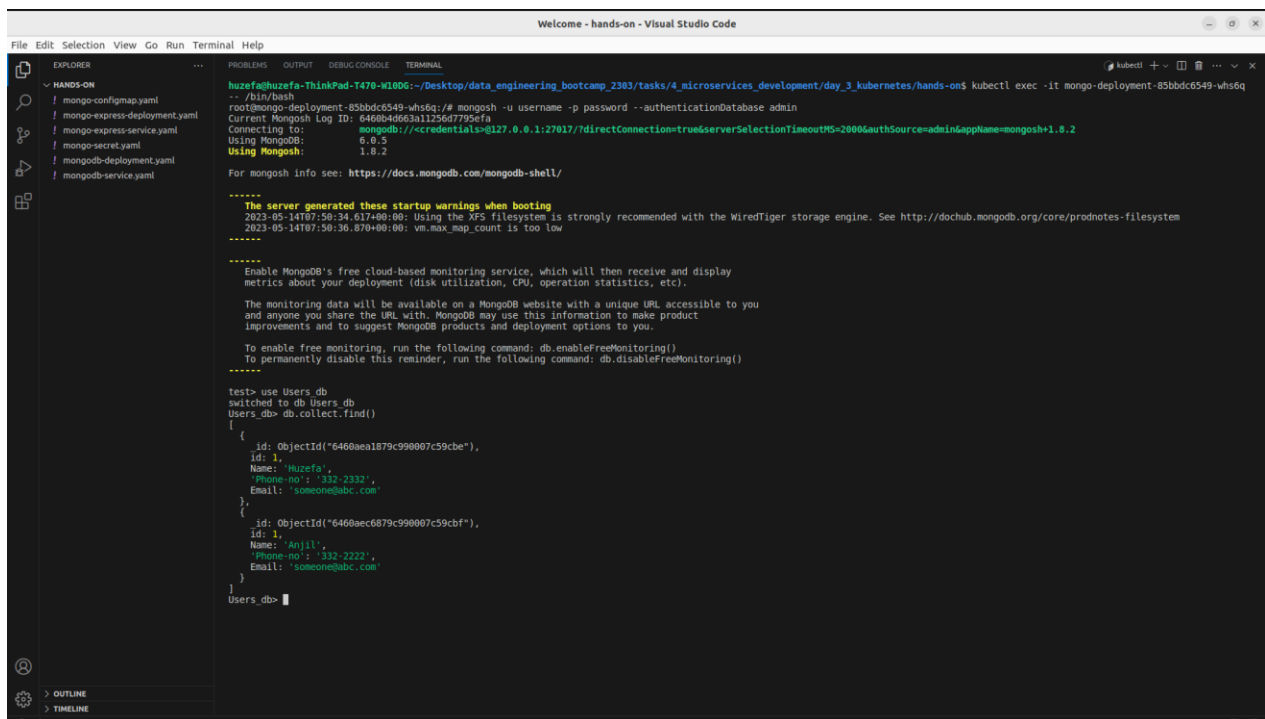 Welcome - hands-on - Visual Studio Code
File Edit Selection View Go Run Terminal Help
EXPLORER ...
HANDS-ON
! mongo-configmap.yaml
! mongo-express-deployment.yaml
! mongo-express-service.yaml
! mongo-secret.yaml
! mongodb-deployment.yaml
! mongodb-service.yaml
OUTLINE
TIMELINE
PROBLEMS OUTPUT DEBUG CONSOLE TERMINAL
kubectl
huzefa@huzefa-ThinkPad-T470-W10DG:~/Desktop/data_engineering_bootcamp_2303/tasks/4_microservices_development/day_3_kubernetes/hands-on$ kubectl exec -it mongo-deployment-85bbdc6549-whs6q
-- /bin/bash
root@mongo-deployment-85bbdc6549-whs6q:/# mongosh -u username -p password --authenticationDatabase admin
Current Mongosh Log ID: 6460b4d663a11256d7795efa
Connecting to: mongodb://<credentials>@127.0.0.1:27017/?directConnection=true&serverSelectionTimeoutMS=2000&authSource=admin&appName=mongosh+1.8.2
Using MongoDB: 6.0.5
Using Mongosh: 1.8.2
For mongosh info see: https://docs.mongodb.com/mongodb-shell/
------
The server generated these startup warnings when booting
2023-05-14T07:50:34.617+00:00: Using the XFS filesystem is strongly recommended with the WiredTiger storage engine. See http://dochub.mongodb.org/core/prodnotes-filesystem
2023-05-14T07:50:36.870+00:00: vm.max_map_count is too low
------
------
Enable MongoDB's free cloud-based monitoring service, which will then receive and display
metrics about your deployment (disk utilization, CPU, operation statistics, etc).
The monitoring data will be available on a MongoDB website with a unique URL accessible to you
and anyone you share the URL with. MongoDB may use this information to make product
improvements and to suggest MongoDB products and deployment options to you.
To enable free monitoring, run the following command: db.enableFreeMonitoring()
To permanently disable this reminder, run the following command: db.disableFreeMonitoring()
------
test> use Users_db
switched to db Users_db
Users_db> db.collect.find()
[
{
_id: ObjectId("6460aea1879c990007c59cbe"),
id: 1,
Name: 'Huzefa',
'Phone-no': '332-2332',
Email: 'someone@abc.com'
},
{
_id: ObjectId("6460aec6879c990007c59cbf"),
id: 1,
Name: 'Anjil',
'Phone-no': '332-2222',
Email: 'someone@abc.com'
}
]
Users_db>